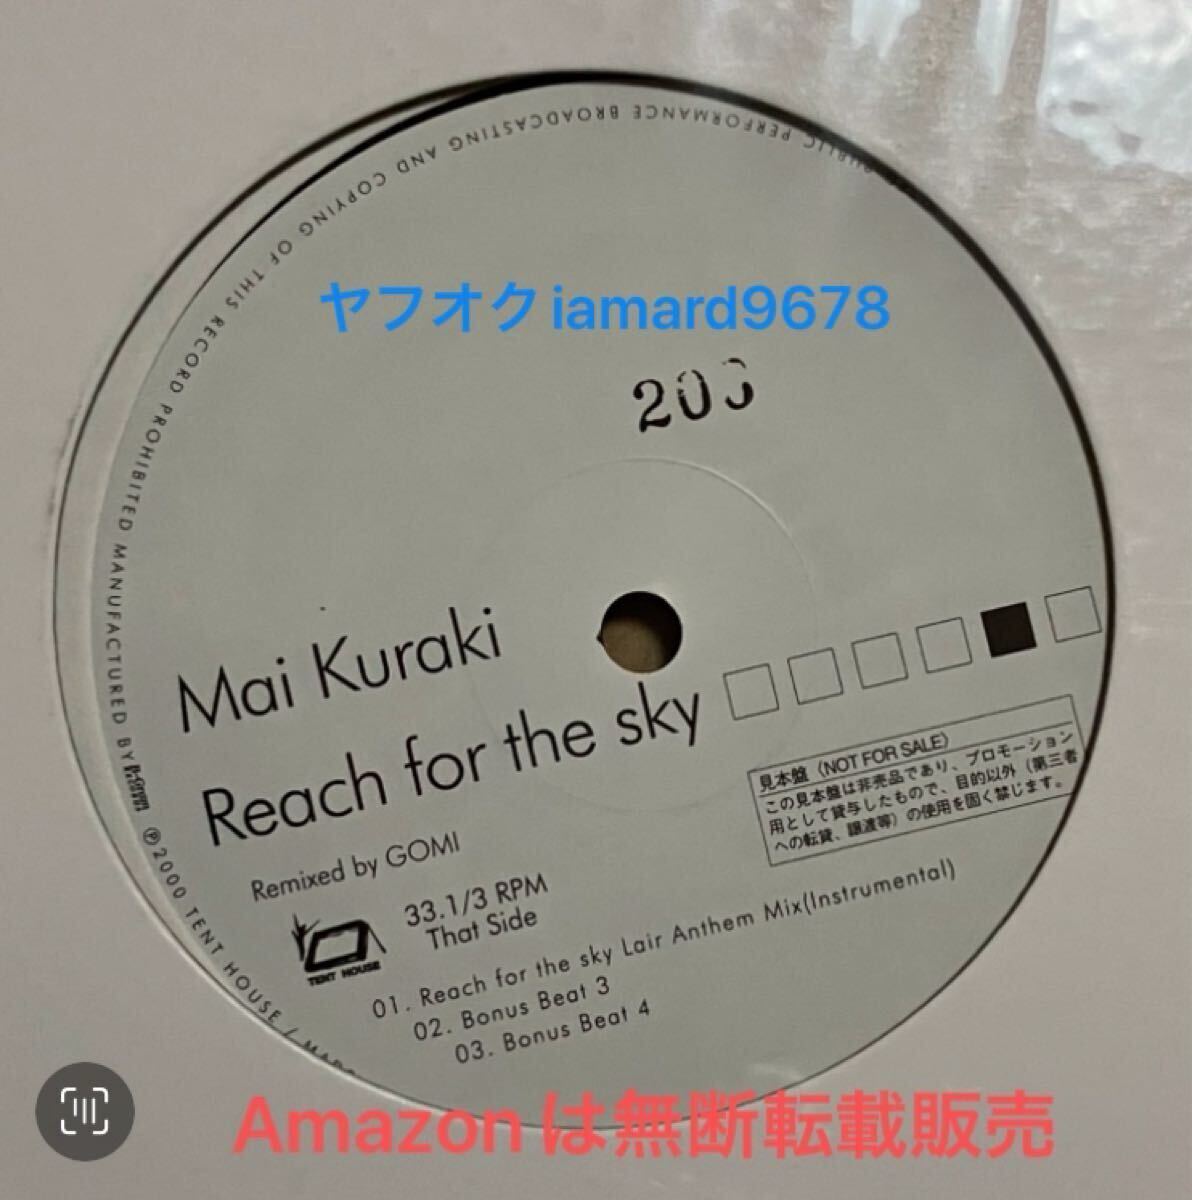 PUBLIC PERFORMANCE BROADCASTING AND COPYING OF THIS RECORD PROHIBITED MANUFACTURED BY
℗2000 TENT HOUSE /
ヤフオク iamard9678
Mai Kuraki
Reach for the sky
Remixed by GOMI
TENT HOUSE
33.1/3 RPM
That Side
見本盤 (NOT FOR SALE)
この見本盤は非売品であり、プロモーション
用として貸与したもので、目的以外(第三者
への転貸、譲渡等)の使用を固く禁じます。
01. Reach for the sky Lair Anthem Mix(Instrumental)
02. Bonus Beat 3
03. Bonus Beat 4
Amazonは無断転載販売